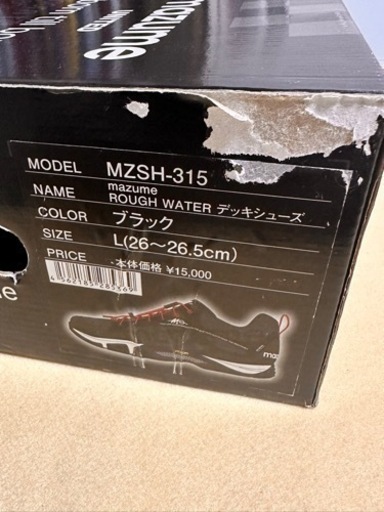 mazume
MODEL MZSH-315
NAME mazume
ROUGH WATER デッキシューズ
COLOR ブラック
SIZE L(26～26.5cm)
PRICE 本体価格 ¥15,000